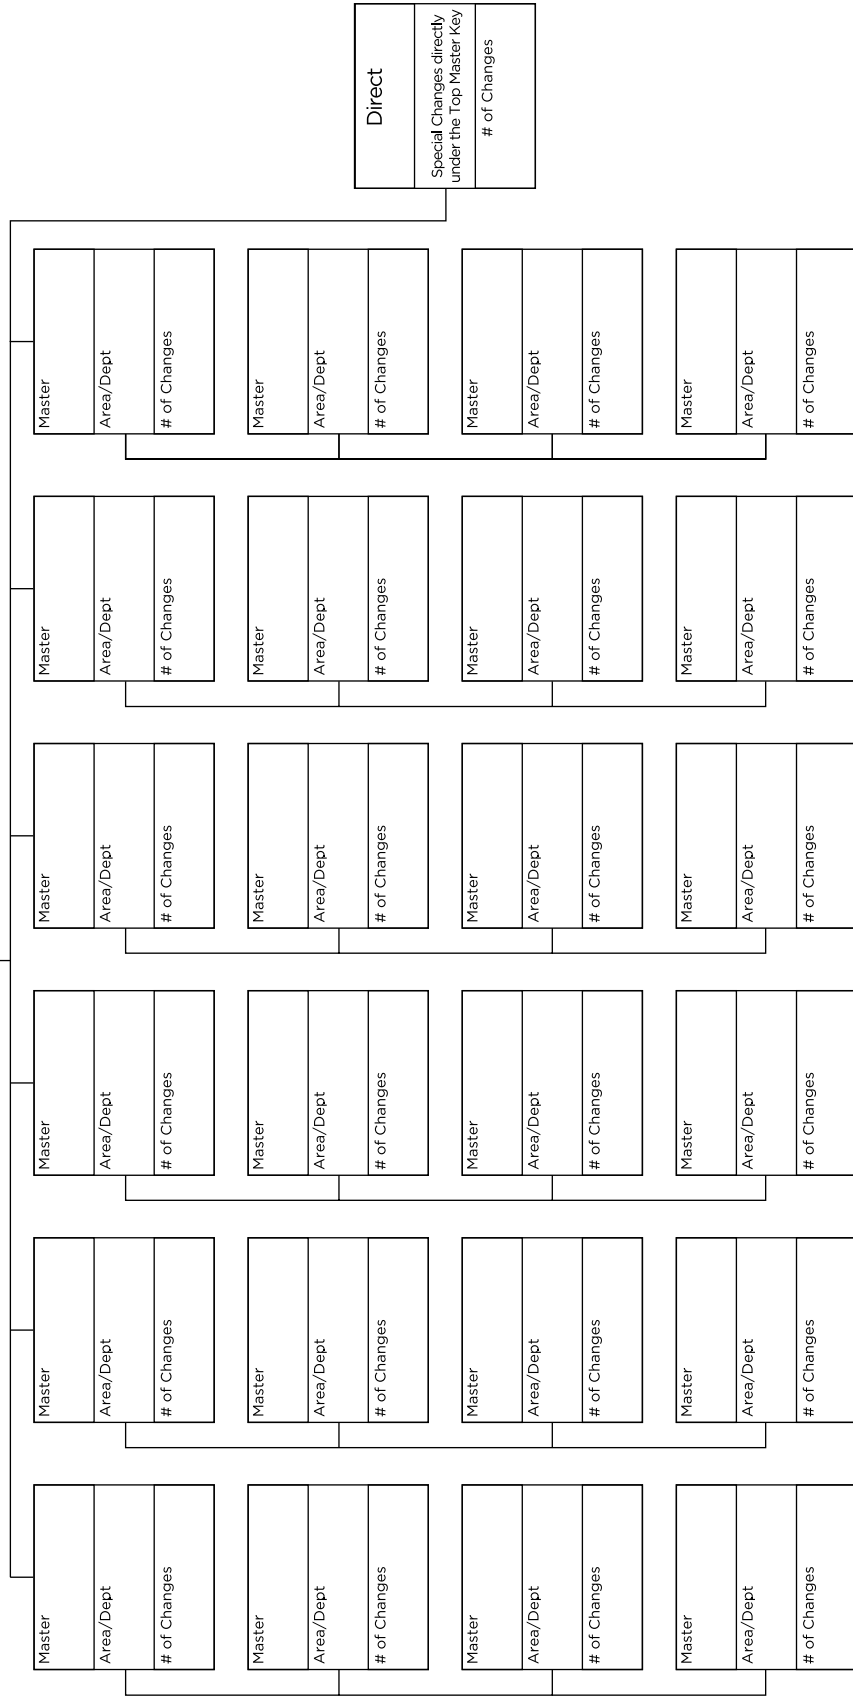 Master
Area/Dept
# of Changes
Master
Area/Dept
# of Changes
Master
Area/Dept
# of Changes
Master
Area/Dept
# of Changes
Master
Area/Dept
# of Changes
Master
Area/Dept
# of Changes
Master
Area/Dept
# of Changes
Master
Area/Dept
# of Changes
Master
Area/Dept
# of Changes
Master
Area/Dept
# of Changes
Master
Area/Dept
# of Changes
Master
Area/Dept
# of Changes
Master
Area/Dept
# of Changes
Master
Area/Dept
# of Changes
Master
Area/Dept
# of Changes
Master
Area/Dept
# of Changes
Master
Area/Dept
# of Changes
Master
Area/Dept
# of Changes
Master
Area/Dept
# of Changes
Master
Area/Dept
# of Changes
Master
Area/Dept
# of Changes
Master
Area/Dept
# of Changes
Master
Area/Dept
# of Changes
Master
Area/Dept
# of Changes
Direct
Special Changes directly
under the Top Master Key
# of Changes